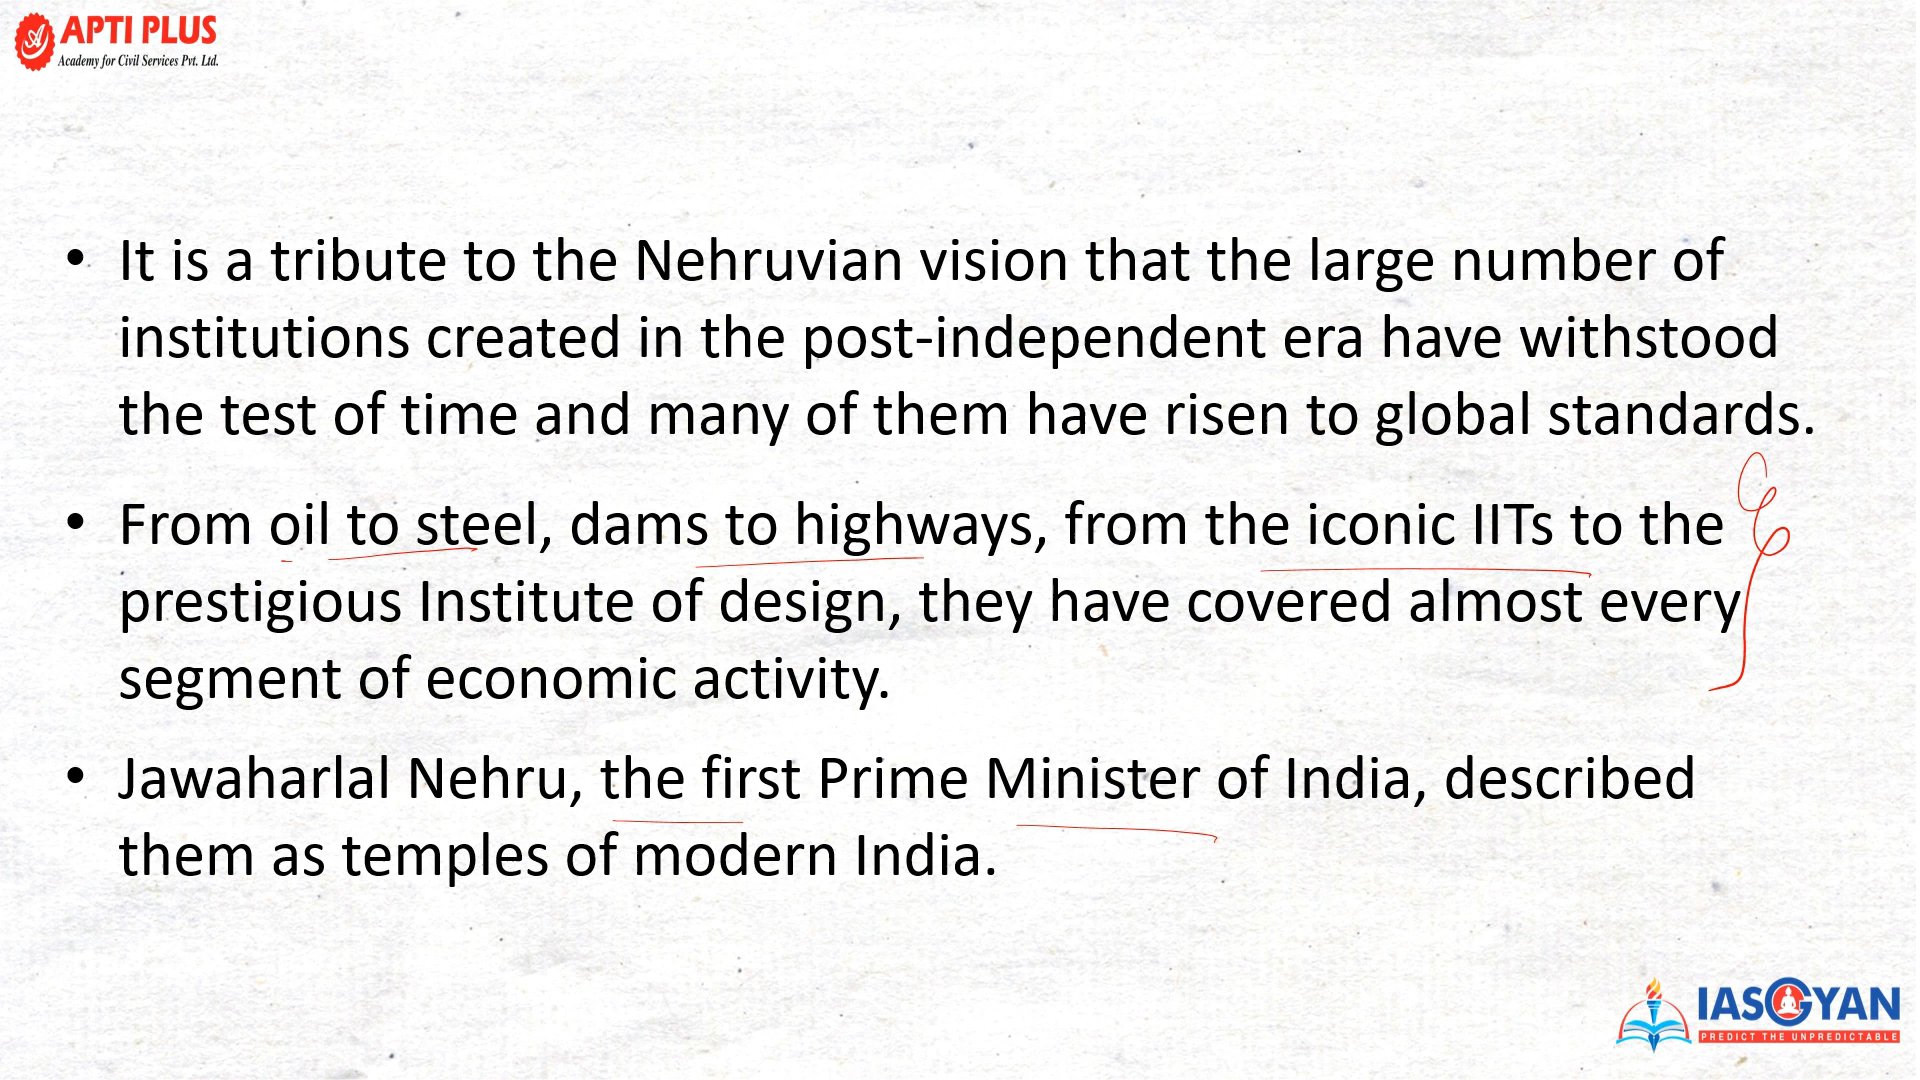 APTI PLUS
Academy for Civil Services Pvt. Ltd.
• It is a tribute to the Nehruvian vision that the large number of
institutions created in the post-independent era have withstood
the test of time and many of them have risen to global standards.
• From oil to steel, dams to highways, from the iconic IITs to the
prestigious Institute of design, they have covered almost every
segment of economic activity.
• Jawaharlal Nehru, the first Prime Minister of India, described
them as temples of modern India.
IASGYAN
PREDICT THE UNPREDICTABLE